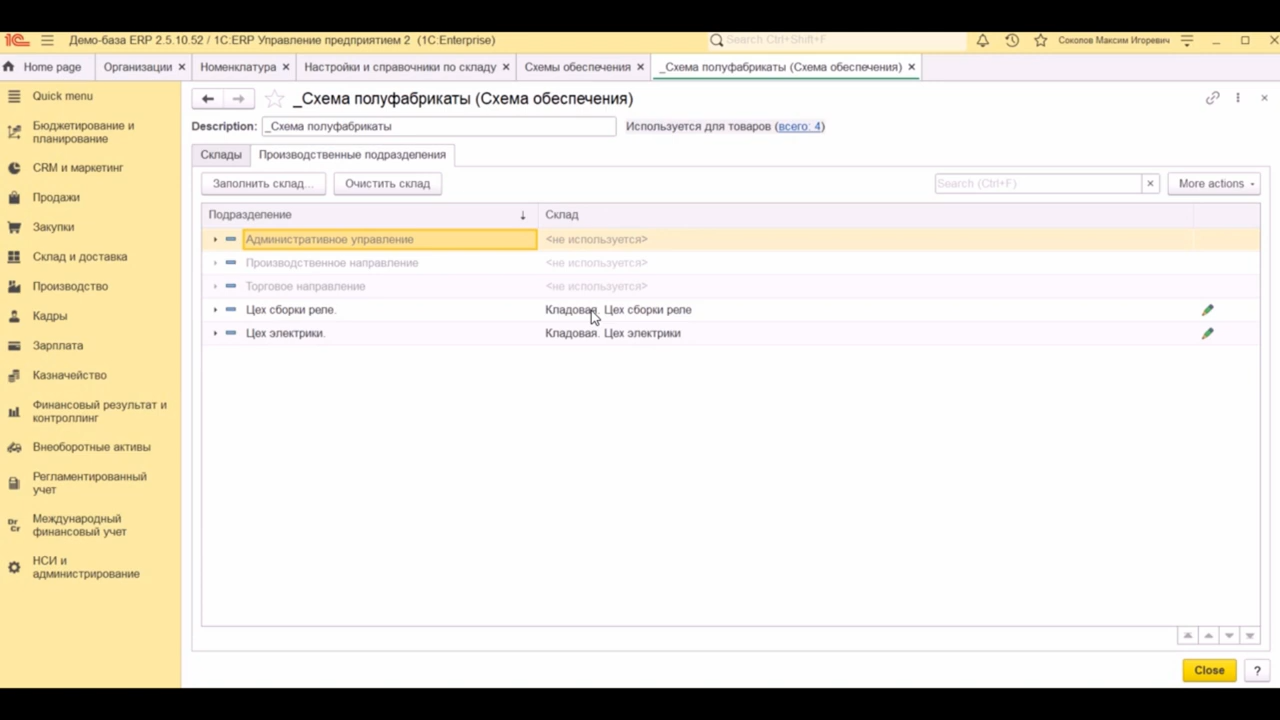 1С Демо-база ERP 2.5.10.52 / 1С:ERP Управление предприятием 2 (1C:Enterprise) Search Ctrl+Shift+F Соколов Максим Игоревич
Home page Организации Номенклатура Настройки и справочники по складу Схемы обеспечения _Схема полуфабрикаты (Схема обеспечения)
Quick menu
Бюджетирование и
планирование
CRM и маркетинг
Продажи
Закупки
Склад и доставка
Производство
Кадры
Зарплата
Казначейство
Финансовый результат и
контроллинг
Внеоборотные активы
Регламентированный
учет
Международный
финансовый учет
НСИ и
администрирование
_Схема полуфабрикаты (Схема обеспечения)
Description: _Схема полуфабрикаты Используется для товаров (всего: 4)
Склады Производственные подразделения
Заполнить склад... Очистить склад Search (Ctrl+F) More actions
Подразделение Склад
Административное управление <не используется>
Производственное направление <не используется>
Торговое направление <не используется>
Цех сборки реле. Кладовая. Цех сборки реле
Цех электрики. Кладовая. Цех электрики
Close ?